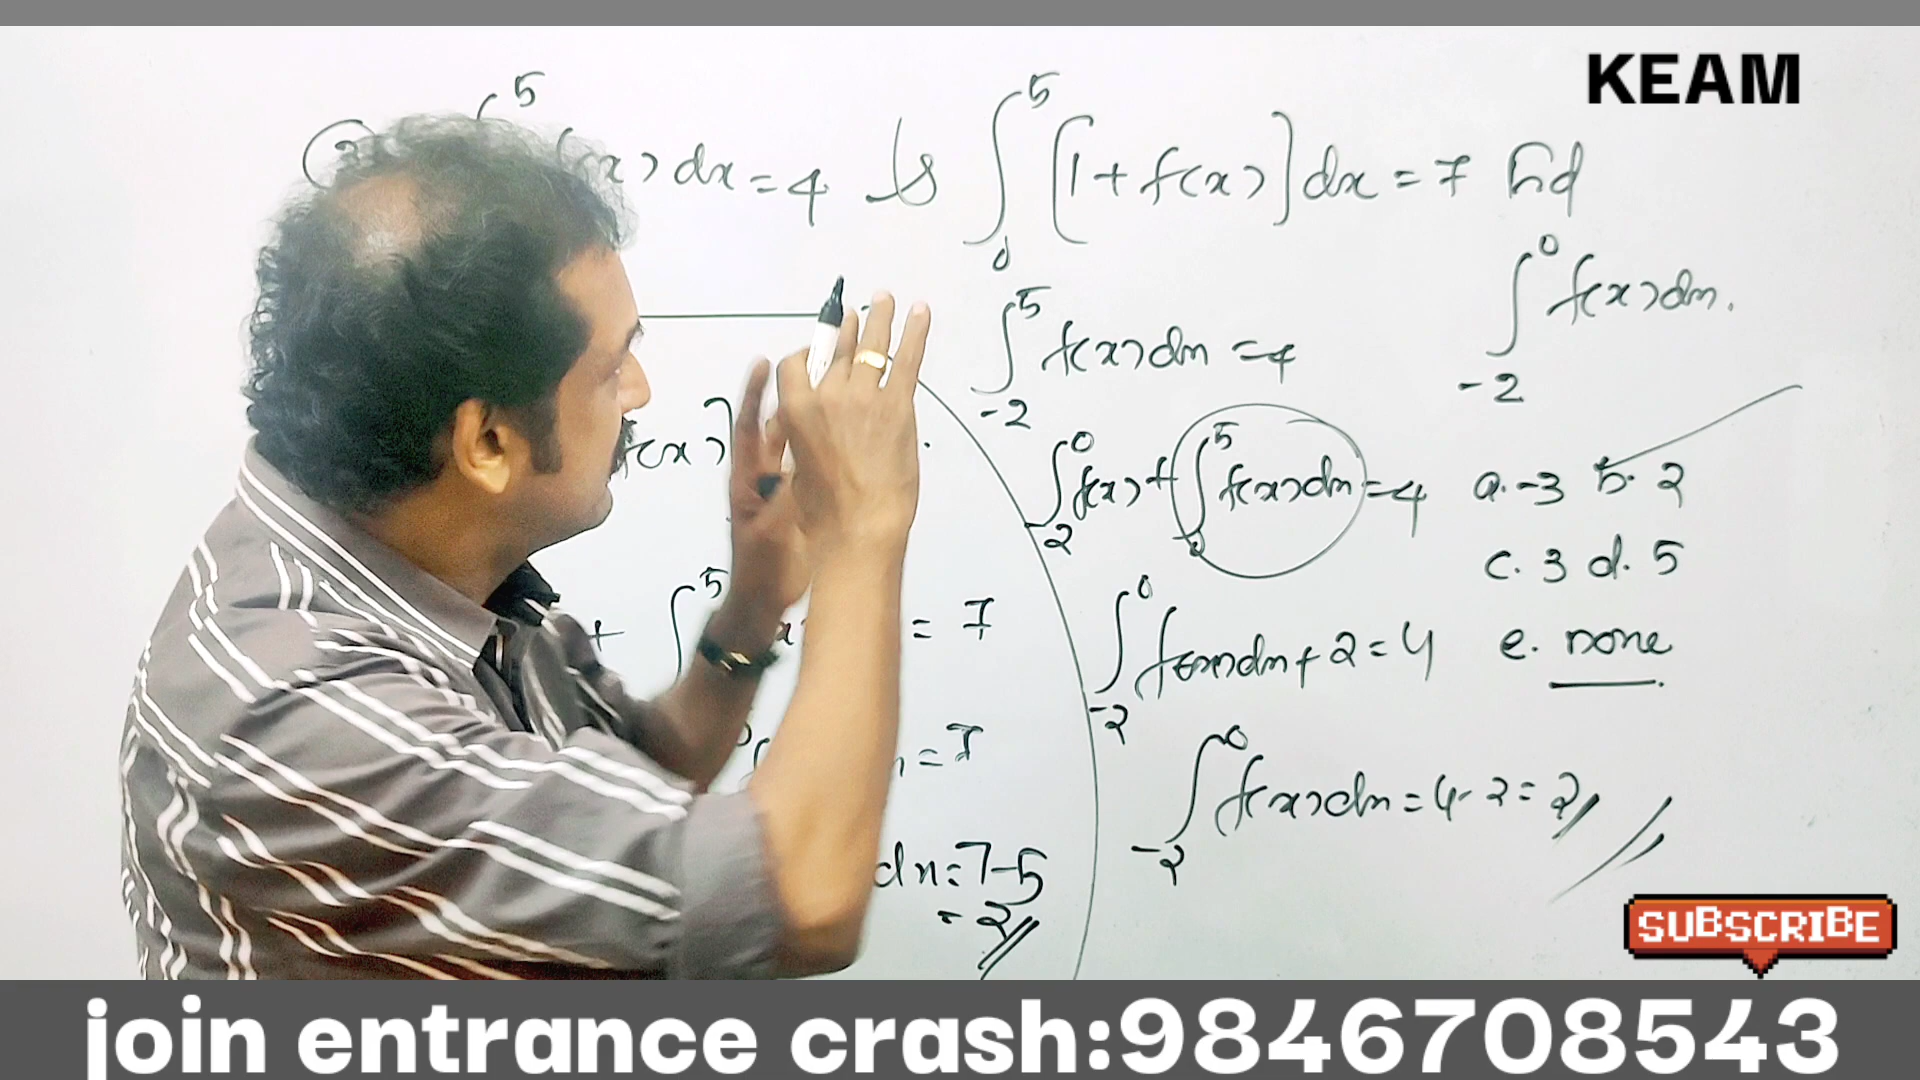 KEAM
5
x) dx = 4 & ∫₀⁵ [1 + f(x)] dx = 7 find
∫₋₂⁰ f(x) dx.
∫₋₂⁵ f(x) dx = 4
f(x)]
∫₋₂⁰ f(x) + ∫₀⁵ f(x) dx = 4
a. -3 b. 2
c. 3 d. 5
+ ∫⁵ = 7
∫₋₂⁰ f(x) dx + 2 = 4
e. none
= 7
∫₋₂⁰ f(x) dx = 4 - 2 = 2 //
dx = 7 - 5
= 2 //
SUBSCRIBE
join entrance crash:9846708543